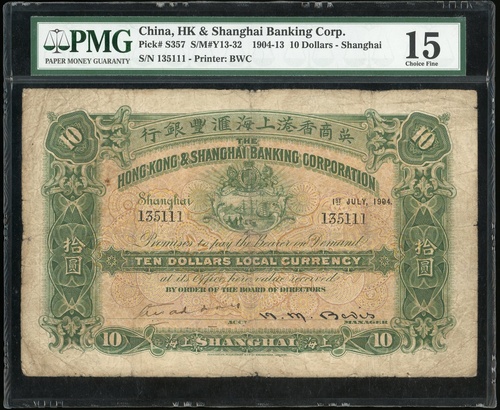 PMG
PAPER MONEY GUARANTY
China, HK & Shanghai Banking Corp.
Pick# S357 S/M#Y13-32 1904-13 10 Dollars - Shanghai
S/N 135111 - Printer: BWC
15
Choice Fine
10
行銀豐滙海上港香商英
10
THE
HONG-KONG & SHANGHAI BANKING CORPORATION
Shanghai
1ST JULY, 1904.
135111
135111
Promises to pay the Bearer on Demand
拾圓
TEN DOLLARS LOCAL CURRENCY
拾圓
at its Office here value received.
BY ORDER OF THE BOARD OF DIRECTORS
H. M. Bevis
MANAGER
10
海上
SHANGHAI
海上
10